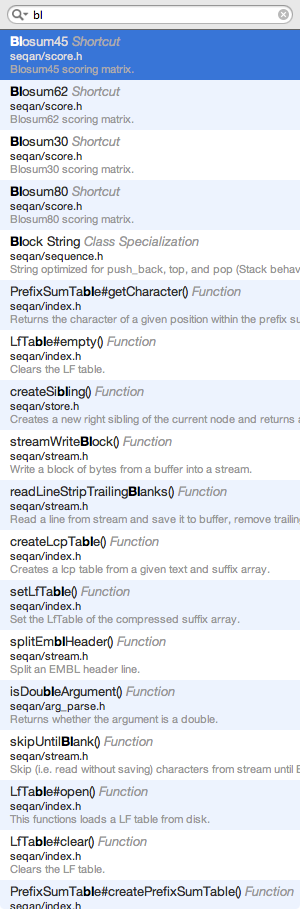 bl
Blosum45 Shortcut
seqan/score.h
Blosum45 scoring matrix.
Blosum62 Shortcut
seqan/score.h
Blosum62 scoring matrix.
Blosum30 Shortcut
seqan/score.h
Blosum30 scoring matrix.
Blosum80 Shortcut
seqan/score.h
Blosum80 scoring matrix.
Block String Class Specialization
seqan/sequence.h
String optimized for push_back, top, and pop (Stack behav
PrefixSumTable#getCharacter() Function
seqan/index.h
Returns the character of a given position within the prefix su
LfTable#empty() Function
seqan/index.h
Clears the LF table.
createSibling() Function
seqan/store.h
Creates a new right sibling of the current node and returns a
streamWriteBlock() Function
seqan/stream.h
Write a block of bytes from a buffer into a stream.
readLineStripTrailingBlanks() Function
seqan/stream.h
Read a line from stream and save it to buffer, remove trailing
createLcpTable() Function
seqan/index.h
Creates a lcp table from a given text and suffix array.
setLfTable() Function
seqan/index.h
Set the LfTable of the compressed suffix array.
splitEmblHeader() Function
seqan/stream.h
Split an EMBL header line.
isDoubleArgument() Function
seqan/arg_parse.h
Returns whether the argument is a double.
skipUntilBlank() Function
seqan/stream.h
Skip (i.e. read without saving) characters from stream until B
LfTable#open() Function
seqan/index.h
This functions loads a LF table from disk.
LfTable#clear() Function
seqan/index.h
Clears the LF table.
PrefixSumTable#createPrefixSumTable() Function
seqan/index.h